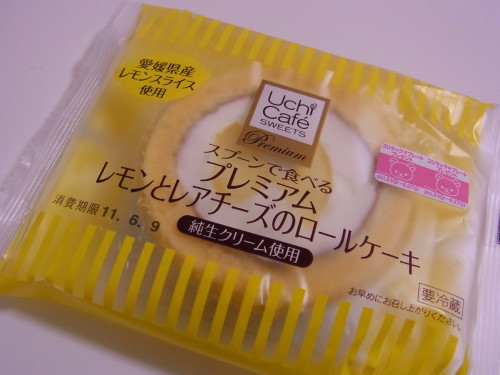 愛媛県産
レモンスライス
使用
Uchi
Café
SWEETS
Premium
スプーンで食べる
プレミアム
レモンとレアチーズのロールケーキ
消費期限 11. 6. 9
純生クリーム使用
要冷蔵
お早めにお召し上がりください。